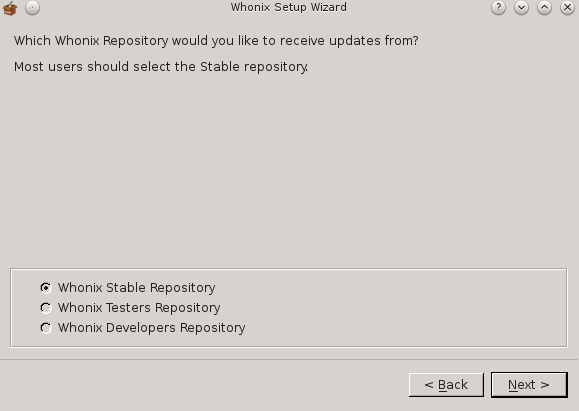 Whonix Setup Wizard
Which Whonix Repository would you like to receive updates from?
Most users should select the Stable repository.
Whonix Stable Repository
Whonix Testers Repository
Whonix Developers Repository
< Back
Next >